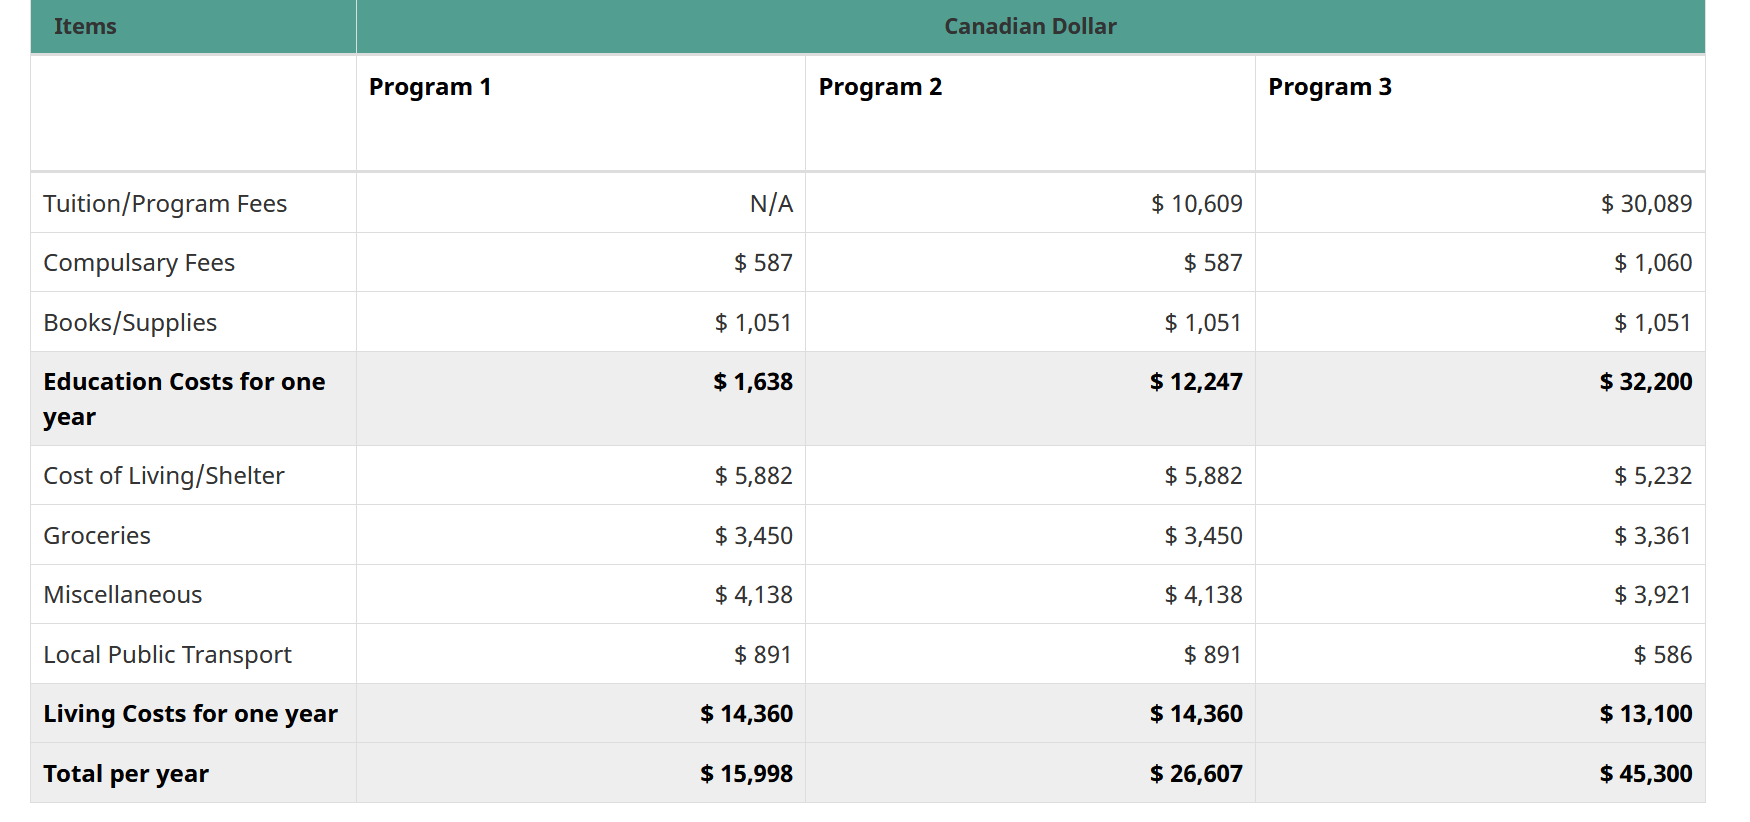 Items Canadian Dollar
Program 1 Program 2 Program 3
Tuition/Program Fees N/A $ 10,609 $ 30,089
Compulsary Fees $ 587 $ 587 $ 1,060
Books/Supplies $ 1,051 $ 1,051 $ 1,051
Education Costs for one $ 1,638 $ 12,247 $ 32,200
year
Cost of Living/Shelter $ 5,882 $ 5,882 $ 5,232
Groceries $ 3,450 $ 3,450 $ 3,361
Miscellaneous $ 4,138 $ 4,138 $ 3,921
Local Public Transport $ 891 $ 891 $ 586
Living Costs for one year $ 14,360 $ 14,360 $ 13,100
Total per year $ 15,998 $ 26,607 $ 45,300